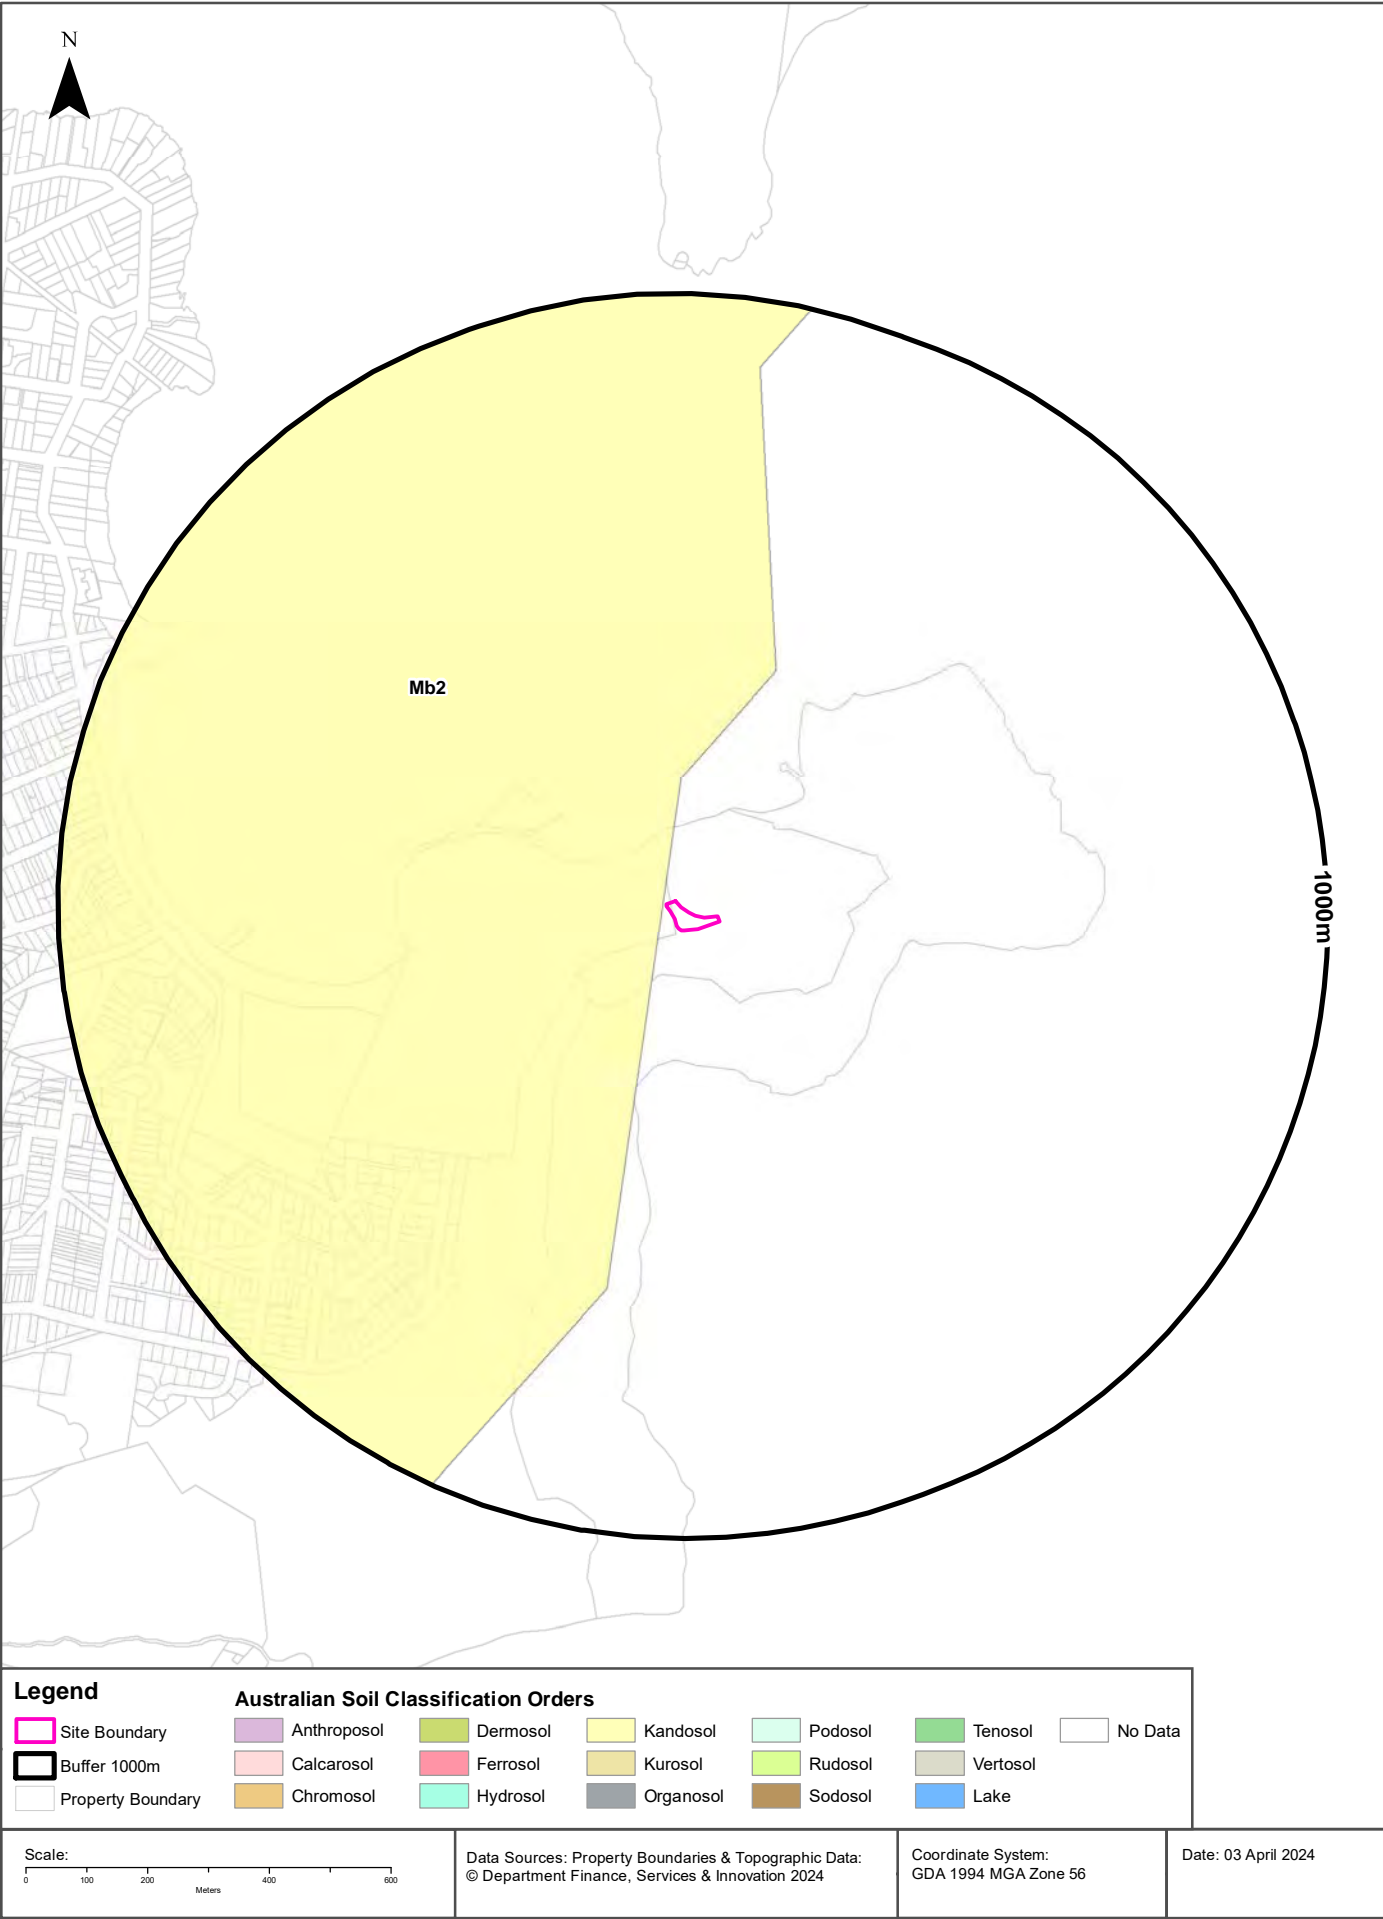 N
Mb2
1000m
Legend
Site Boundary
Buffer 1000m
Property Boundary
Australian Soil Classification Orders
Anthroposol
Calcarosol
Chromosol
Dermosol
Ferrosol
Hydrosol
Kandosol
Kurosol
Organosol
Podosol
Rudosol
Sodosol
Tenosol
Vertosol
Lake
No Data
Scale:
0 100 200 400 600
Meters
Data Sources: Property Boundaries & Topographic Data:
© Department Finance, Services & Innovation 2024
Coordinate System:
GDA 1994 MGA Zone 56
Date: 03 April 2024